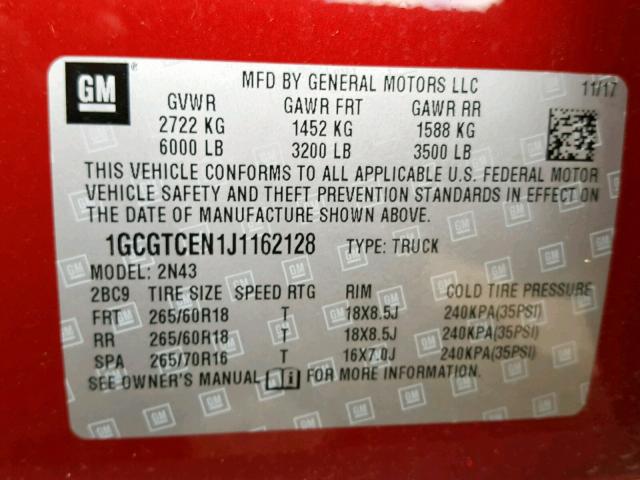 GM
MFD BY GENERAL MOTORS LLC 11/17
GVWR GAWR FRT GAWR RR
2722 KG 1452 KG 1588 KG
6000 LB 3200 LB 3500 LB
THIS VEHICLE CONFORMS TO ALL APPLICABLE U.S. FEDERAL MOTOR
VEHICLE SAFETY AND THEFT PREVENTION STANDARDS IN EFFECT ON
THE DATE OF MANUFACTURE SHOWN ABOVE.
1GCGTCEN1J1162128 TYPE: TRUCK
MODEL: 2N43
2BC9 TIRE SIZE SPEED RTG RIM COLD TIRE PRESSURE
FRT 265/60R18 T 18X8.5J 240KPA(35PSI)
RR 265/60R18 T 18X8.5J 240KPA(35PSI)
SPA 265/70R16 T 16X7.0J 240KPA(35PSI)
SEE OWNER'S MANUAL FOR MORE INFORMATION.